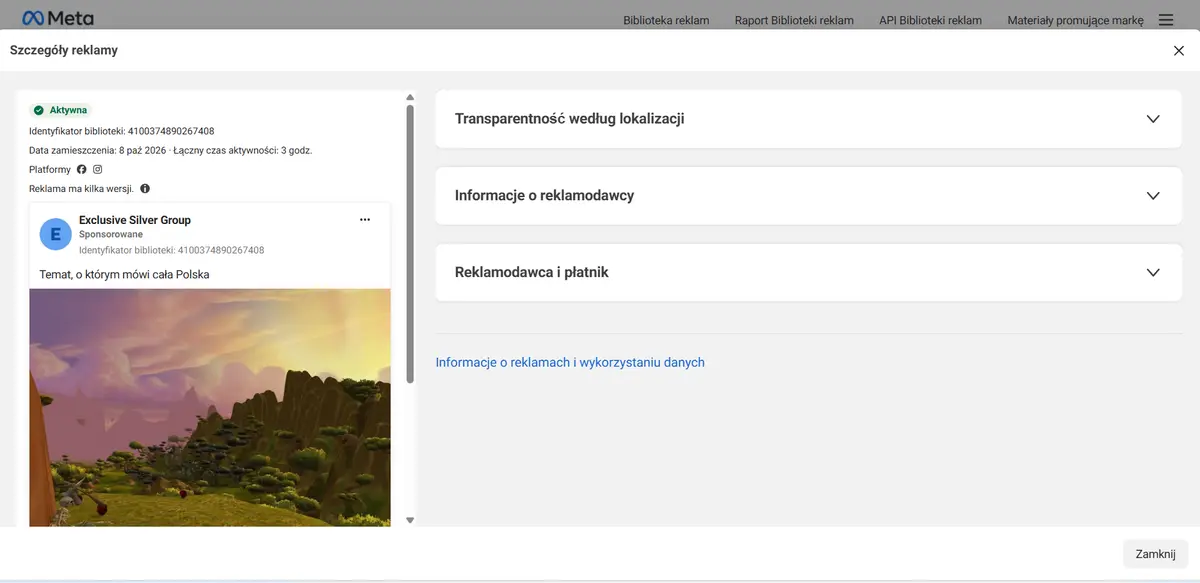 Meta
Biblioteka reklam
Raport Biblioteki reklam
API Biblioteki reklam
Materiały promujące markę
Szczegóły reklamy
Aktywna
Identyfikator biblioteki: 4100374890267408
Data zamieszczenia: 8 paź 2026 · Łączny czas aktywności: 3 godz.
Platformy
Reklama ma kilka wersji.
E
Exclusive Silver Group
Sponsorowane
Identyfikator biblioteki: 4100374890267408
Temat, o którym mówi cała Polska
Transparentność według lokalizacji
Informacje o reklamodawcy
Reklamodawca i płatnik
Informacje o reklamach i wykorzystaniu danych
Zamknij